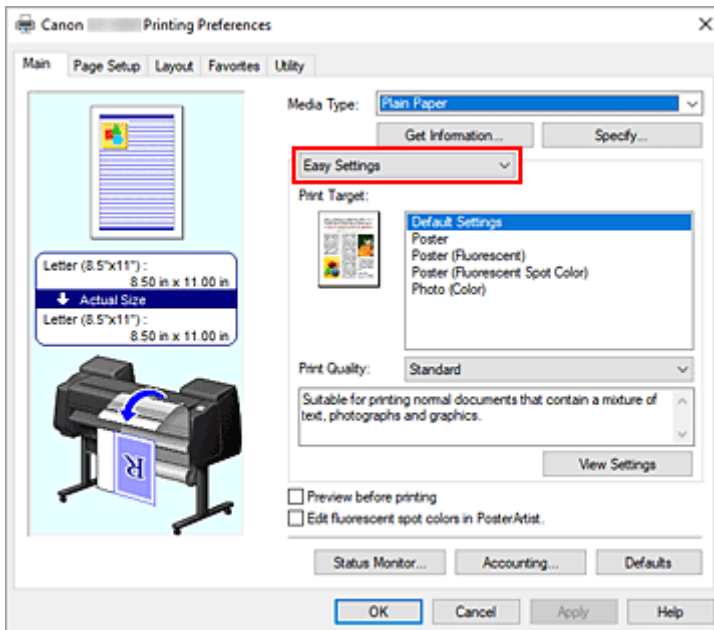 Canon Printing Preferences
Main Page Setup Layout Favorites Utility
Media Type: Plain Paper
Get Information... Specify...
Easy Settings
Print Target:
Default Settings
Poster
Poster (Fluorescent)
Poster (Fluorescent Spot Color)
Photo (Color)
Letter (8.5"x11") :
8.50 in x 11.00 in
Actual Size
Letter (8.5"x11") :
8.50 in x 11.00 in
Print Quality: Standard
Suitable for printing normal documents that contain a mixture of
text, photographs and graphics.
View Settings
Preview before printing
Edit fluorescent spot colors in PosterArtist.
Status Monitor... Accounting... Defaults
OK Cancel Apply Help